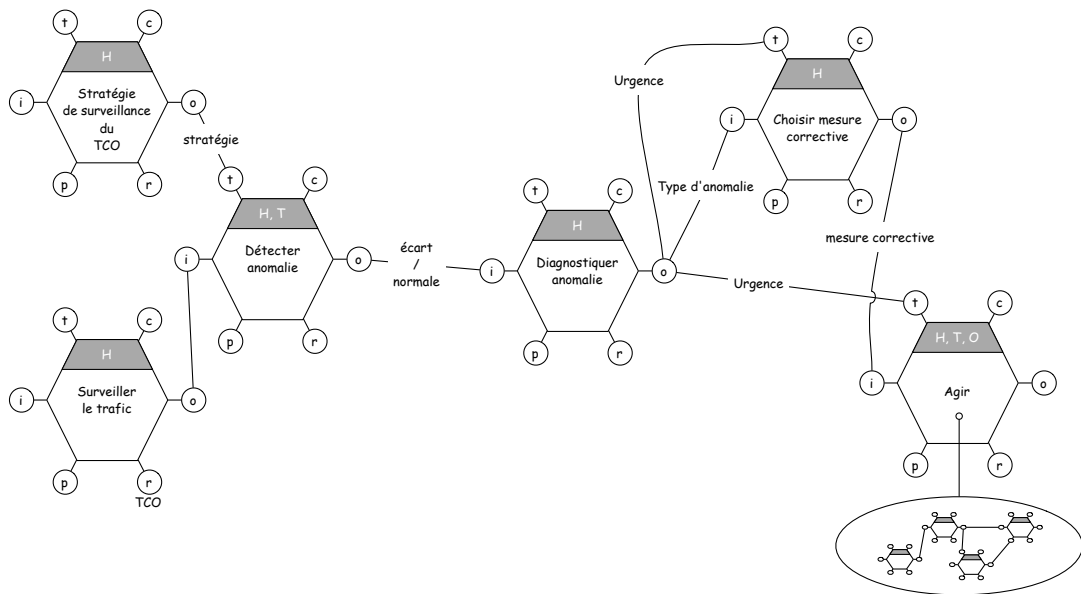 t
c
H
i
Stratégie
de surveillance
du
TCO
o
p
r
stratégie
t
c
H, T
i
Détecter
anomalie
o
p
r
t
c
H
i
Surveiller
le trafic
o
p
r
TCO
écart
/
normale
t
c
H
i
Diagnostiquer
anomalie
o
p
r
Urgence
Type d'anomalie
Urgence
t
c
H
i
Choisir mesure
corrective
o
p
r
mesure corrective
t
c
H, T, O
i
Agir
o
p
r